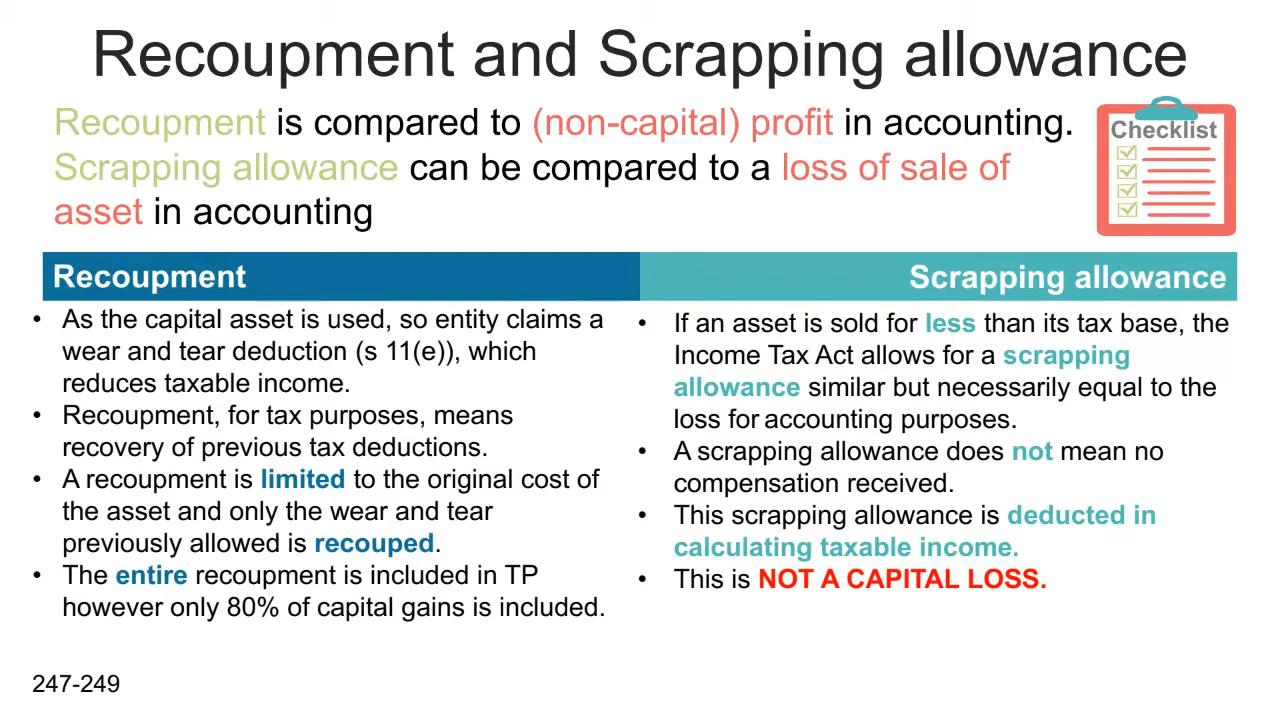 Recoupment and Scrapping allowance
Recoupment is compared to (non-capital) profit in accounting.
Scrapping allowance can be compared to a loss of sale of
asset in accounting
Checklist
Recoupment
• As the capital asset is used, so entity claims a
wear and tear deduction (s 11(e)), which
reduces taxable income.
• Recoupment, for tax purposes, means
recovery of previous tax deductions.
• A recoupment is limited to the original cost of
the asset and only the wear and tear
previously allowed is recouped.
• The entire recoupment is included in TP
however only 80% of capital gains is included.
Scrapping allowance
• If an asset is sold for less than its tax base, the
Income Tax Act allows for a scrapping
allowance similar but necessarily equal to the
loss for accounting purposes.
• A scrapping allowance does not mean no
compensation received.
• This scrapping allowance is deducted in
calculating taxable income.
• This is NOT A CAPITAL LOSS.
247-249